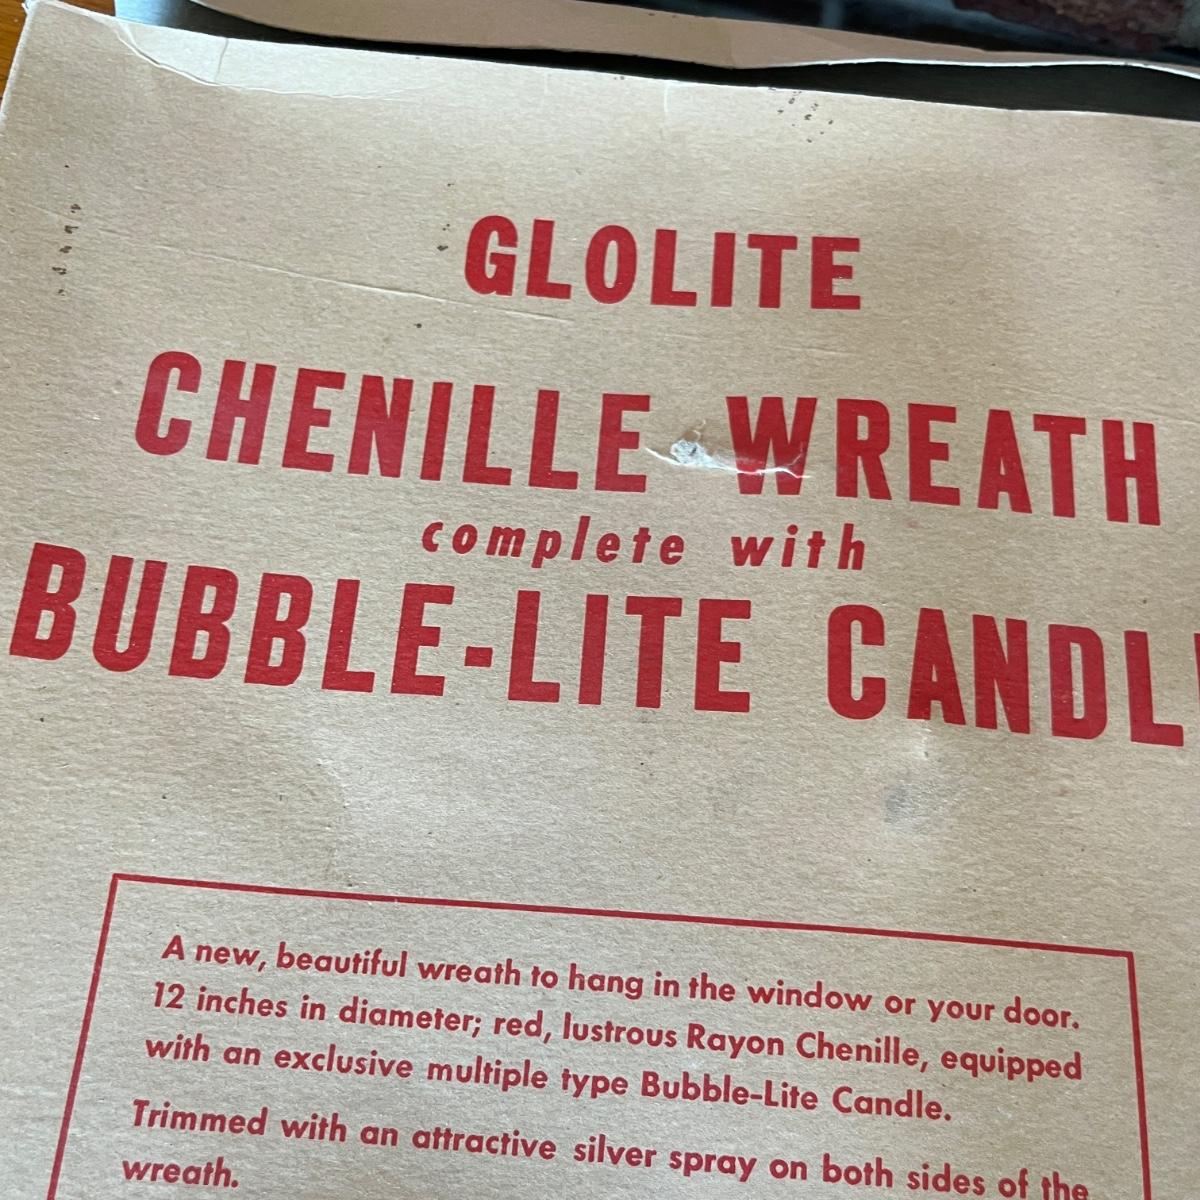 GLOLITE
CHENILLE WREATH
complete with
BUBBLE-LITE CANDL
A new, beautiful wreath to hang in the window or your door.
12 inches in diameter; red, lustrous Rayon Chenille, equipped
with an exclusive multiple type Bubble-Lite Candle.
Trimmed with an attractive silver spray on both sides of the
wreath.